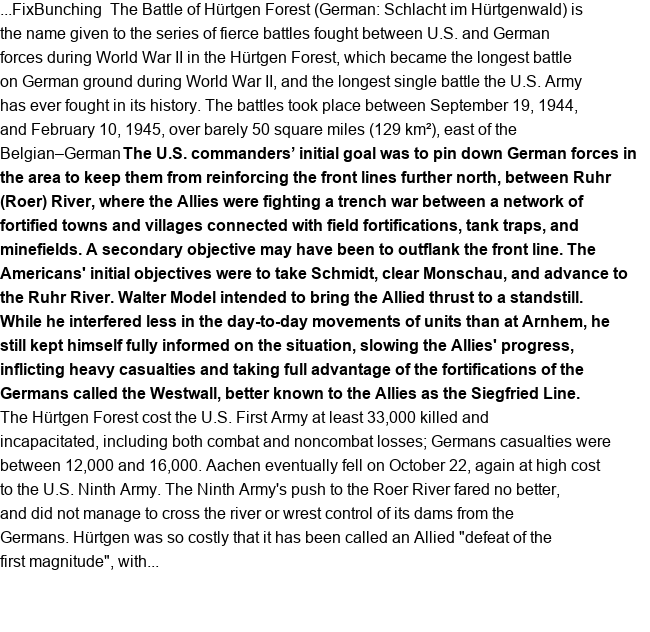 ...FixBunching  The Battle of Hürtgen Forest (German: Schlacht im Hürtgenwald) is
the name given to the series of fierce battles fought between U.S. and German
forces during World War II in the Hürtgen Forest, which became the longest battle
on German ground during World War II, and the longest single battle the U.S. Army
has ever fought in its history. The battles took place between September 19, 1944,
and February 10, 1945, over barely 50 square miles (129 km²), east of the
Belgian–German The U.S. commanders’ initial goal was to pin down German forces in
the area to keep them from reinforcing the front lines further north, between Ruhr
(Roer) River, where the Allies were fighting a trench war between a network of
fortified towns and villages connected with field fortifications, tank traps, and
minefields. A secondary objective may have been to outflank the front line. The
Americans' initial objectives were to take Schmidt, clear Monschau, and advance to
the Ruhr River. Walter Model intended to bring the Allied thrust to a standstill.
While he interfered less in the day-to-day movements of units than at Arnhem, he
still kept himself fully informed on the situation, slowing the Allies' progress,
inflicting heavy casualties and taking full advantage of the fortifications of the
Germans called the Westwall, better known to the Allies as the Siegfried Line.
The Hürtgen Forest cost the U.S. First Army at least 33,000 killed and
incapacitated, including both combat and noncombat losses; Germans casualties were
between 12,000 and 16,000. Aachen eventually fell on October 22, again at high cost
to the U.S. Ninth Army. The Ninth Army's push to the Roer River fared no better,
and did not manage to cross the river or wrest control of its dams from the
Germans. Hürtgen was so costly that it has been called an Allied "defeat of the
first magnitude", with...